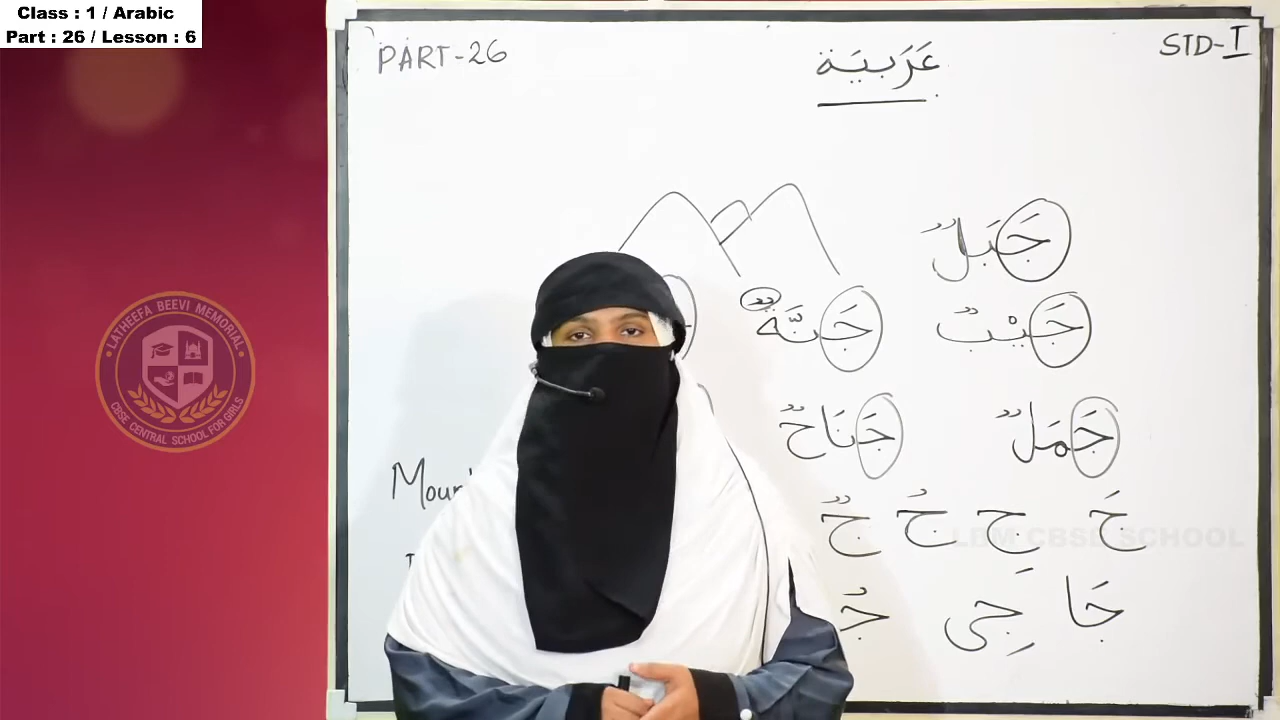 Class : 1 / Arabic
Part : 26 / Lesson : 6
PART-26
عَرَبيَة
STD-I
جَبَلٌ
جَيْبٌ جَنَّةٌ
جَمَلٌ جَنَاحٌ
جَ جِ جُ جٌ
جَا جِى جُ
LATHEEFA BEEVI MEMORIAL
CBSE CENTRAL SCHOOL FOR GIRLS
LBM CBSE SCHOOL